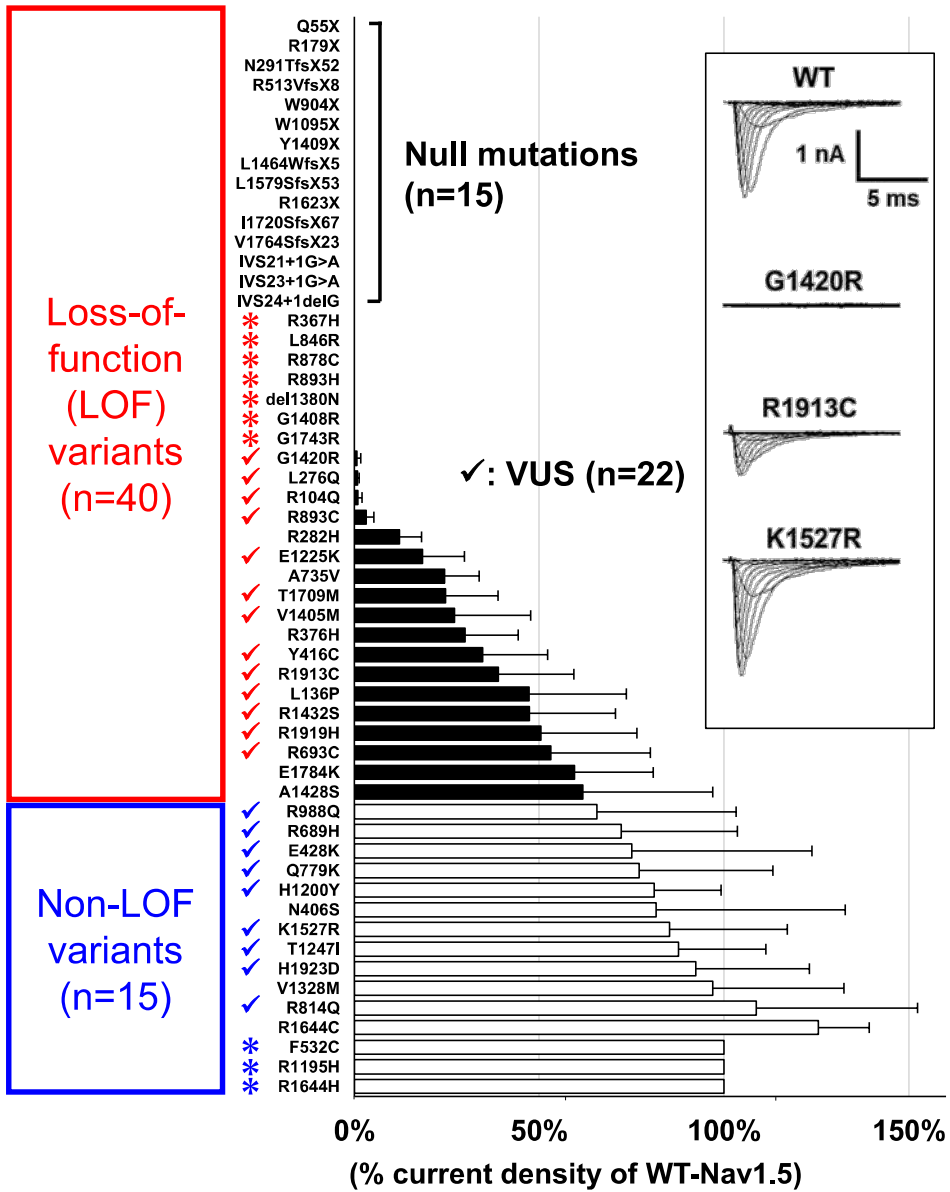 Loss-of-
function
(LOF)
variants
(n=40)
Non-LOF
variants
(n=15)
Q55X
R179X
N291TfsX52
R513VfsX8
W904X
W1095X
Y1409X
L1464WfsX5
L1579SfsX53
R1623X
I1720SfsX67
V1764SfsX23
IVS21+1G>A
IVS23+1G>A
IVS24+1delG
* R367H
* L846R
* R878C
* R893H
* del1380N
* G1408R
* G1743R
✓ G1420R
✓ L276Q
✓ R104Q
✓ R893C
R282H
✓ E1225K
A735V
✓ T1709M
✓ V1405M
R376H
✓ Y416C
✓ R1913C
✓ L136P
✓ R1432S
✓ R1919H
✓ R693C
E1784K
A1428S
✓ R988Q
✓ R689H
✓ E428K
✓ Q779K
✓ H1200Y
N406S
✓ K1527R
✓ T1247I
✓ H1923D
V1328M
✓ R814Q
R1644C
* F532C
* R1195H
* R1644H
Null mutations
(n=15)
✓: VUS (n=22)
WT
1 nA
5 ms
G1420R
R1913C
K1527R
0% 50% 100% 150%
(% current density of WT-Nav1.5)